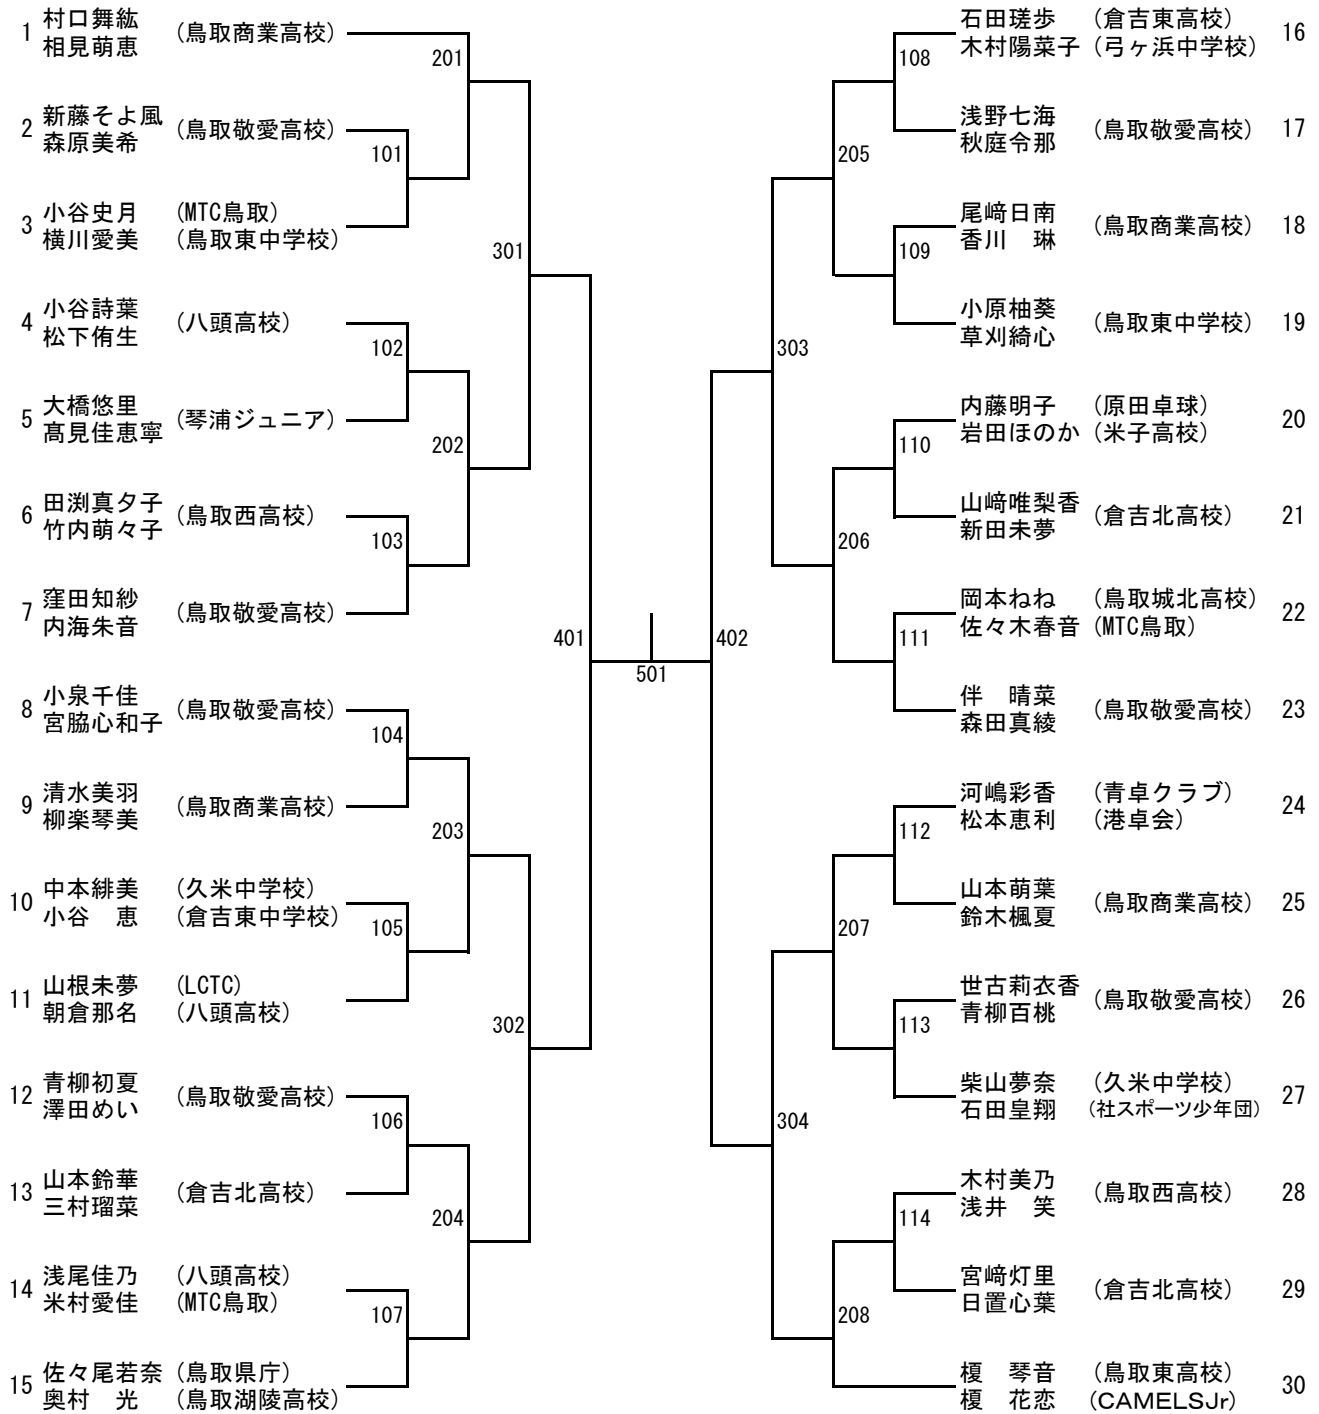 1 村口舞紘 (鳥取商業高校)
相見萌恵
201
2 新藤そよ風 (鳥取敬愛高校)
森原美希
101
3 小谷史月 (MTC鳥取)
横川愛美 (鳥取東中学校)
301
4 小谷詩葉 (八頭高校)
松下侑生
102
5 大橋悠里 (琴浦ジュニア)
髙見佳恵寧
202
6 田渕真夕子 (鳥取西高校)
竹内萌々子
103
7 窪田知紗 (鳥取敬愛高校)
内海朱音
401
8 小泉千佳 (鳥取敬愛高校)
宮脇心和子
104
9 清水美羽 (鳥取商業高校)
柳楽琴美
203
10 中本緋美 (久米中学校)
小谷　恵 (倉吉東中学校)
105
11 山根未夢 (LCTC)
朝倉那名 (八頭高校)
302
12 青柳初夏 (鳥取敬愛高校)
澤田めい
106
13 山本鈴華 (倉吉北高校)
三村瑠菜
204
14 浅尾佳乃 (八頭高校)
米村愛佳 (MTC鳥取)
107
15 佐々尾若奈 (鳥取県庁)
奥村　光 (鳥取湖陵高校)
501
石田瑳歩 (倉吉東高校) 16
木村陽菜子 (弓ヶ浜中学校)
108
浅野七海 (鳥取敬愛高校) 17
秋庭令那
205
尾﨑日南 (鳥取商業高校) 18
香川　琳
109
小原柚葵 (鳥取東中学校) 19
草刈綺心
303
内藤明子 (原田卓球) 20
岩田ほのか (米子高校)
110
山﨑唯梨香 (倉吉北高校) 21
新田未夢
206
岡本ねね (鳥取城北高校) 22
佐々木春音 (MTC鳥取)
111
伴　晴菜 (鳥取敬愛高校) 23
森田真綾
402
河嶋彩香 (青卓クラブ) 24
松本恵利 (港卓会)
112
山本萌葉 (鳥取商業高校) 25
鈴木楓夏
207
世古莉衣香 (鳥取敬愛高校) 26
青柳百桃
113
柴山夢奈 (久米中学校) 27
石田皇翔 (社スポーツ少年団)
304
木村美乃 (鳥取西高校) 28
浅井　笑
114
宮﨑灯里 (倉吉北高校) 29
日置心葉
208
榎　琴音 (鳥取東高校) 30
榎　花恋 (CAMELSJr)